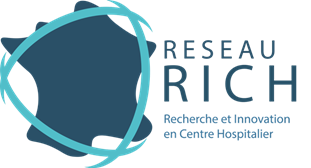 RESEAU
RICH
Recherche et Innovation
en Centre Hospitalier